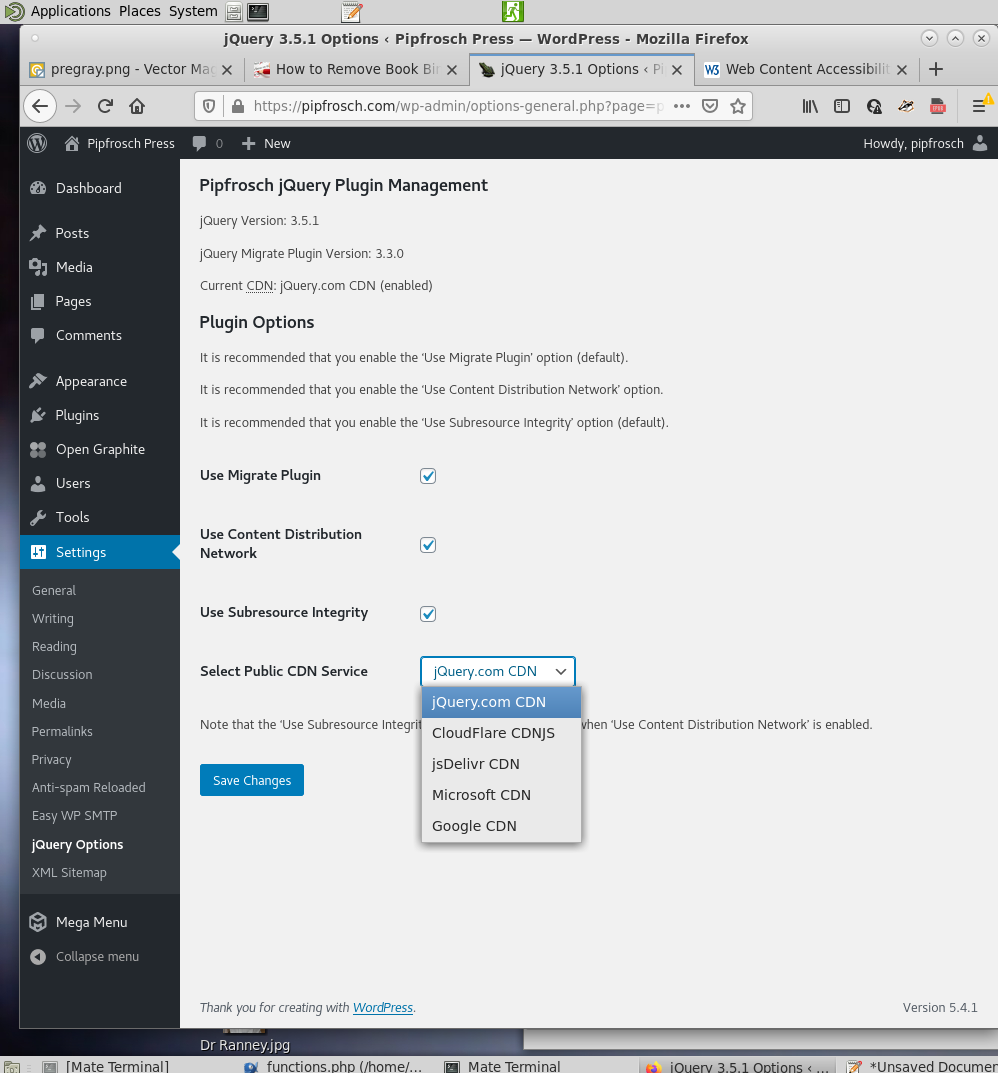 Applications Places System
jQuery 3.5.1 Options ‹ Pipfrosch Press — WordPress - Mozilla Firefox
pregray.png - Vector Mag
How to Remove Book Bin
jQuery 3.5.1 Options ‹ Pi
Web Content Accessibilit
https://pipfrosch.com/wp-admin/options-general.php?page=p
Pipfrosch Press
0
New
Howdy, pipfrosch
Dashboard
Posts
Media
Pages
Comments
Appearance
Plugins
Open Graphite
Users
Tools
Settings
General
Writing
Reading
Discussion
Media
Permalinks
Privacy
Anti-spam Reloaded
Easy WP SMTP
jQuery Options
XML Sitemap
Mega Menu
Collapse menu
Pipfrosch jQuery Plugin Management
jQuery Version: 3.5.1
jQuery Migrate Plugin Version: 3.3.0
Current CDN: jQuery.com CDN (enabled)
Plugin Options
It is recommended that you enable the ‘Use Migrate Plugin’ option (default).
It is recommended that you enable the ‘Use Content Distribution Network’ option.
It is recommended that you enable the ‘Use Subresource Integrity’ option (default).
Use Migrate Plugin
Use Content Distribution
Network
Use Subresource Integrity
Select Public CDN Service
jQuery.com CDN
jQuery.com CDN
CloudFlare CDNJS
jsDelivr CDN
Microsoft CDN
Google CDN
Note that the ‘Use Subresource Integrit when ‘Use Content Distribution Network’ is enabled.
Save Changes
Thank you for creating with WordPress.
Version 5.4.1
Dr Ranney.jpg
[Mate Terminal]
functions.php (/home/...
Mate Terminal
jQuery 3.5.1 Options ‹ ...
*Unsaved Documen